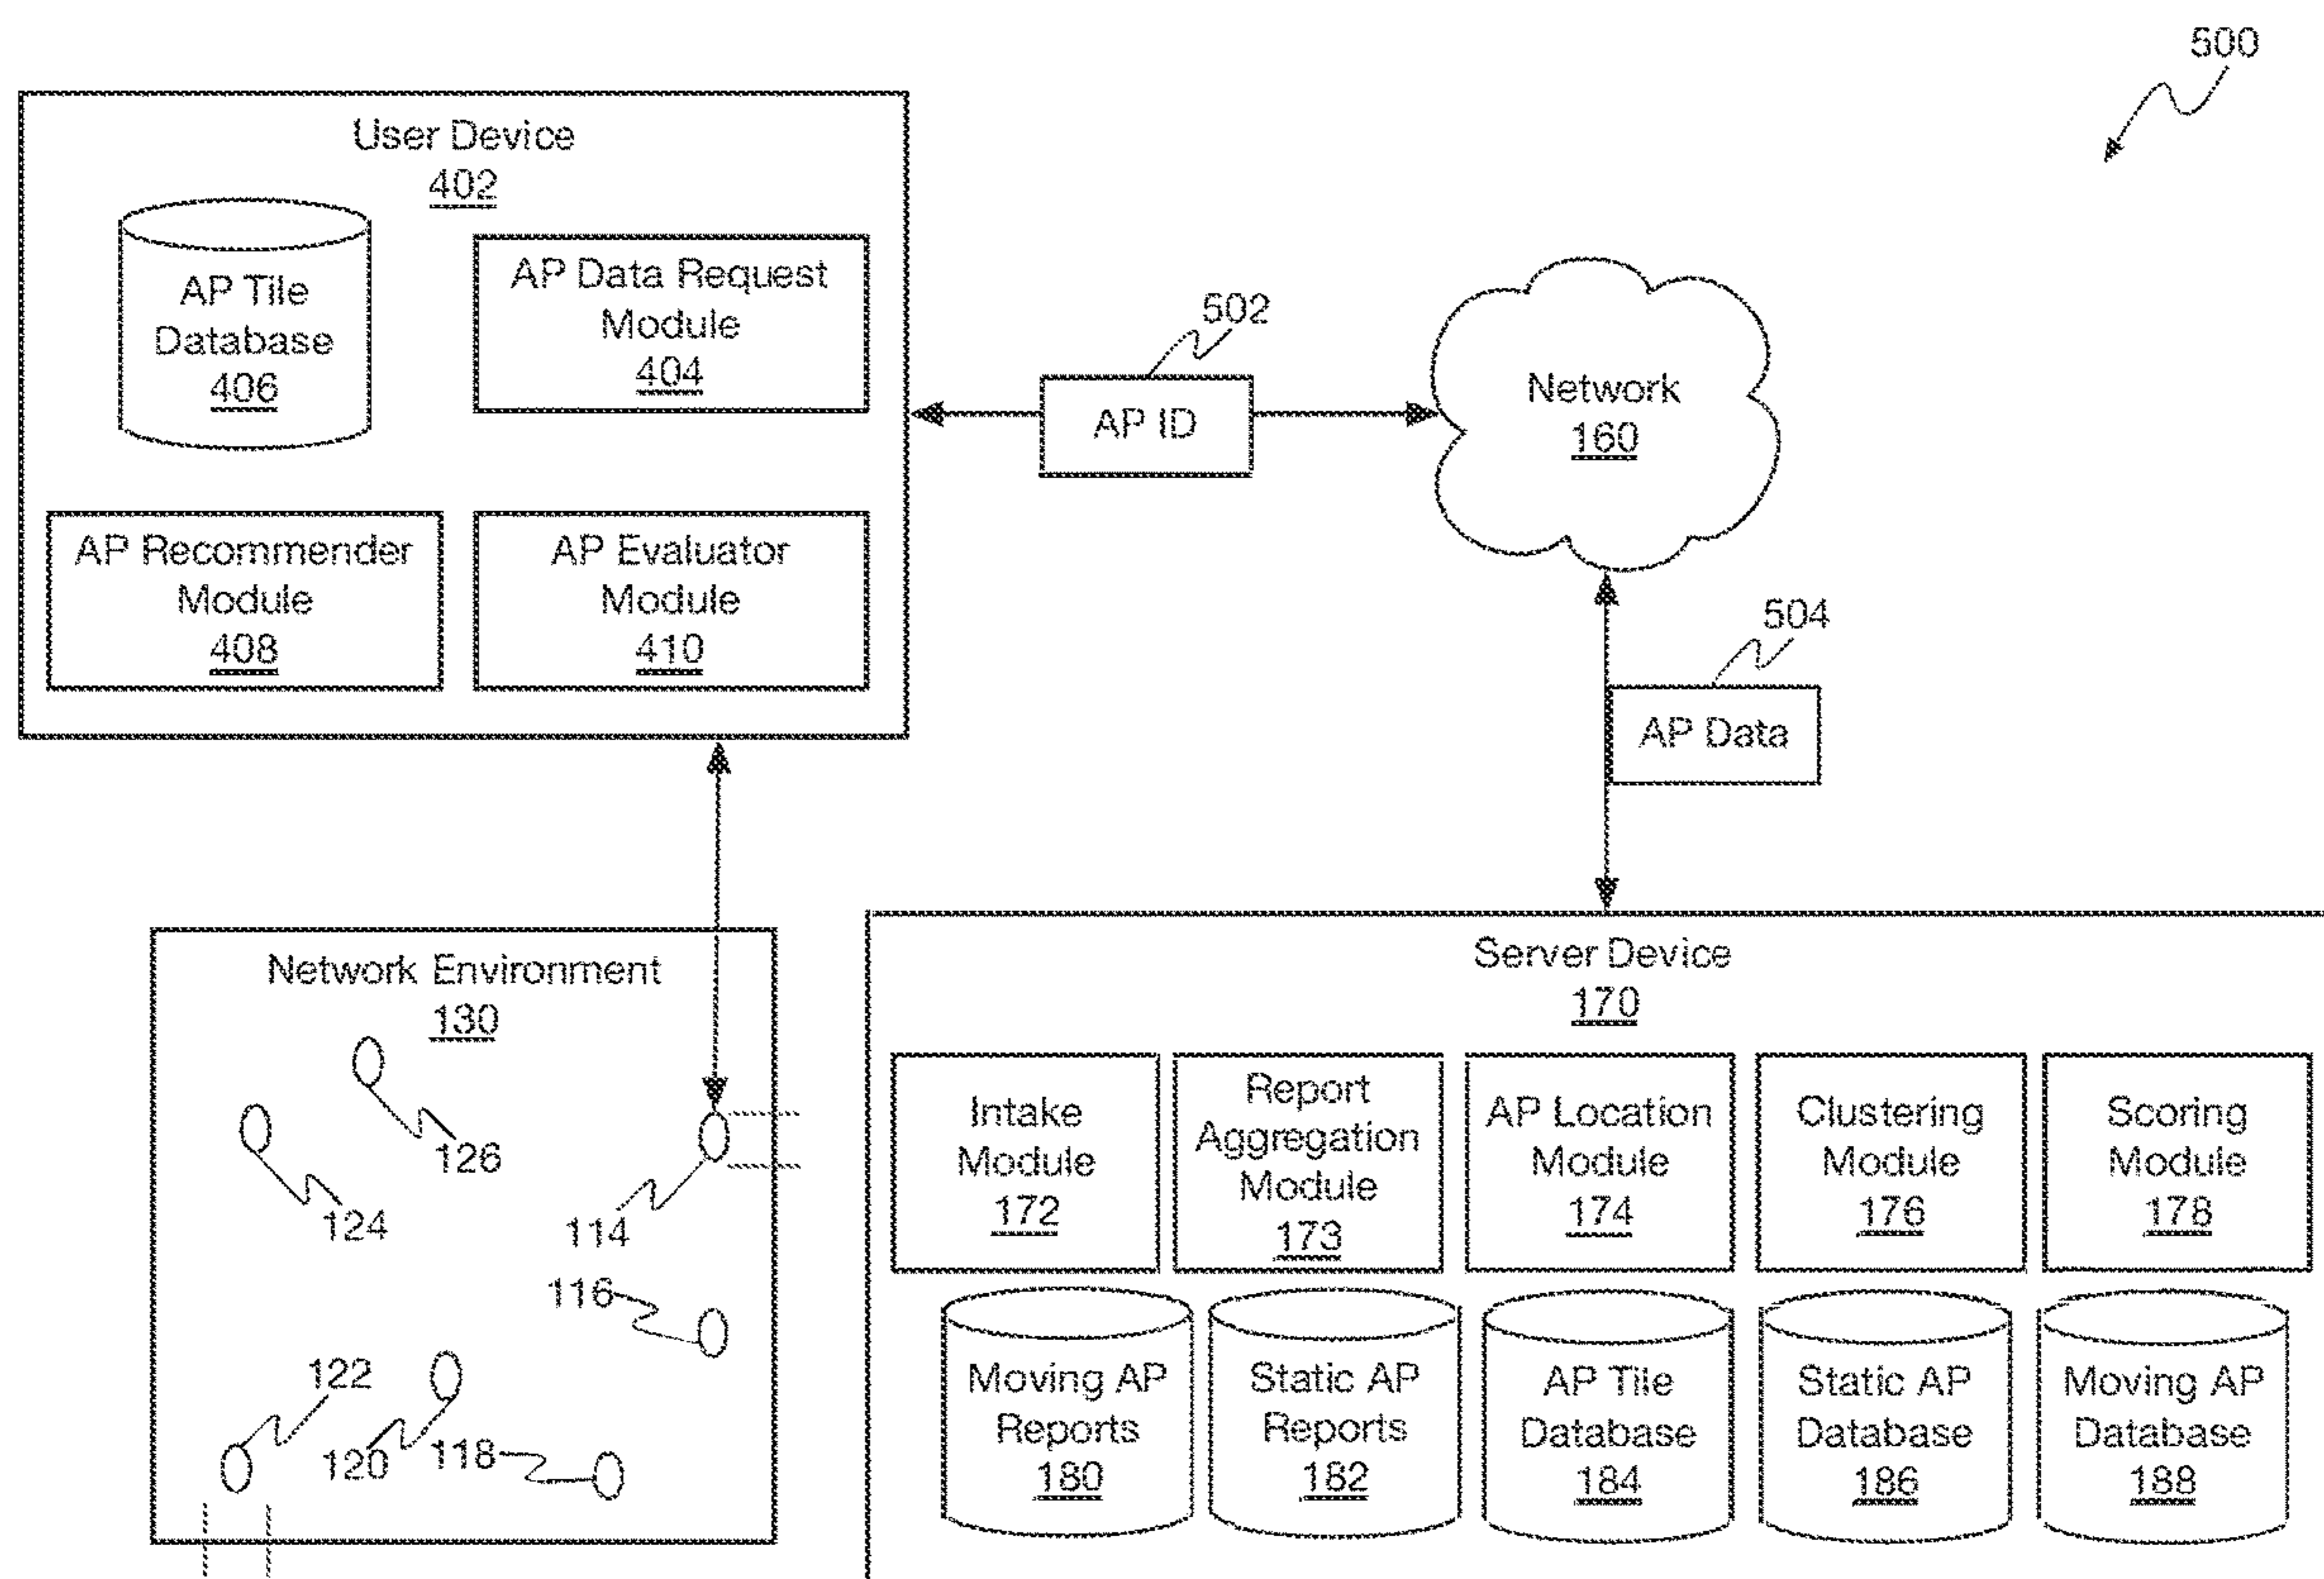 500
User Device
402
AP Tile
Database
406
AP Data Request
Module
404
AP Recommender
Module
408
AP Evaluator
Module
410
502
AP ID
Network
160
504
AP Data
Network Environment
130
126
124
114
116
122
120
118
Server Device
170
Intake
Module
172
Report
Aggregation
Module
173
AP Location
Module
174
Clustering
Module
176
Scoring
Module
178
Moving AP
Reports
180
Static AP
Reports
182
AP Tile
Database
184
Static AP
Database
186
Moving AP
Database
188